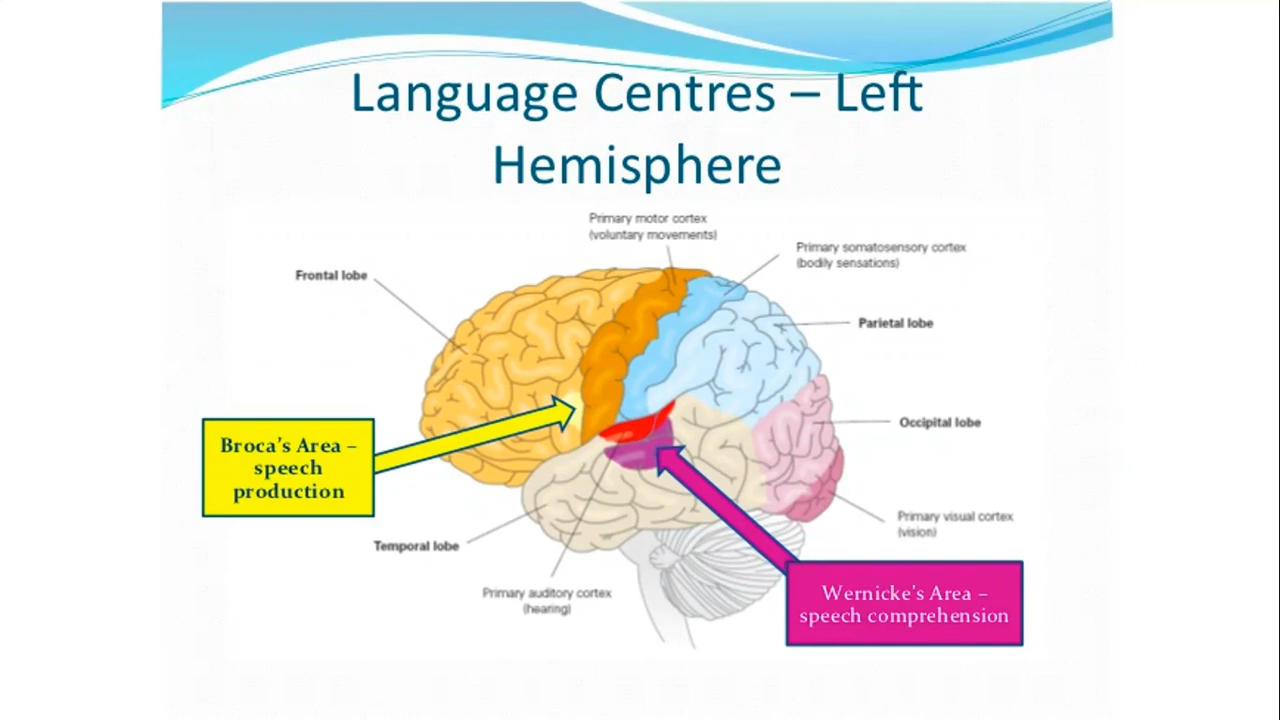 Language Centres – Left
Hemisphere
Primary motor cortex
(voluntary movements)
Primary somatosensory cortex
(bodily sensations)
Frontal lobe
Parietal lobe
Occipital lobe
Broca's Area –
speech
production
Primary visual cortex
(vision)
Temporal lobe
Primary auditory cortex
(hearing)
Wernicke's Area –
speech comprehension